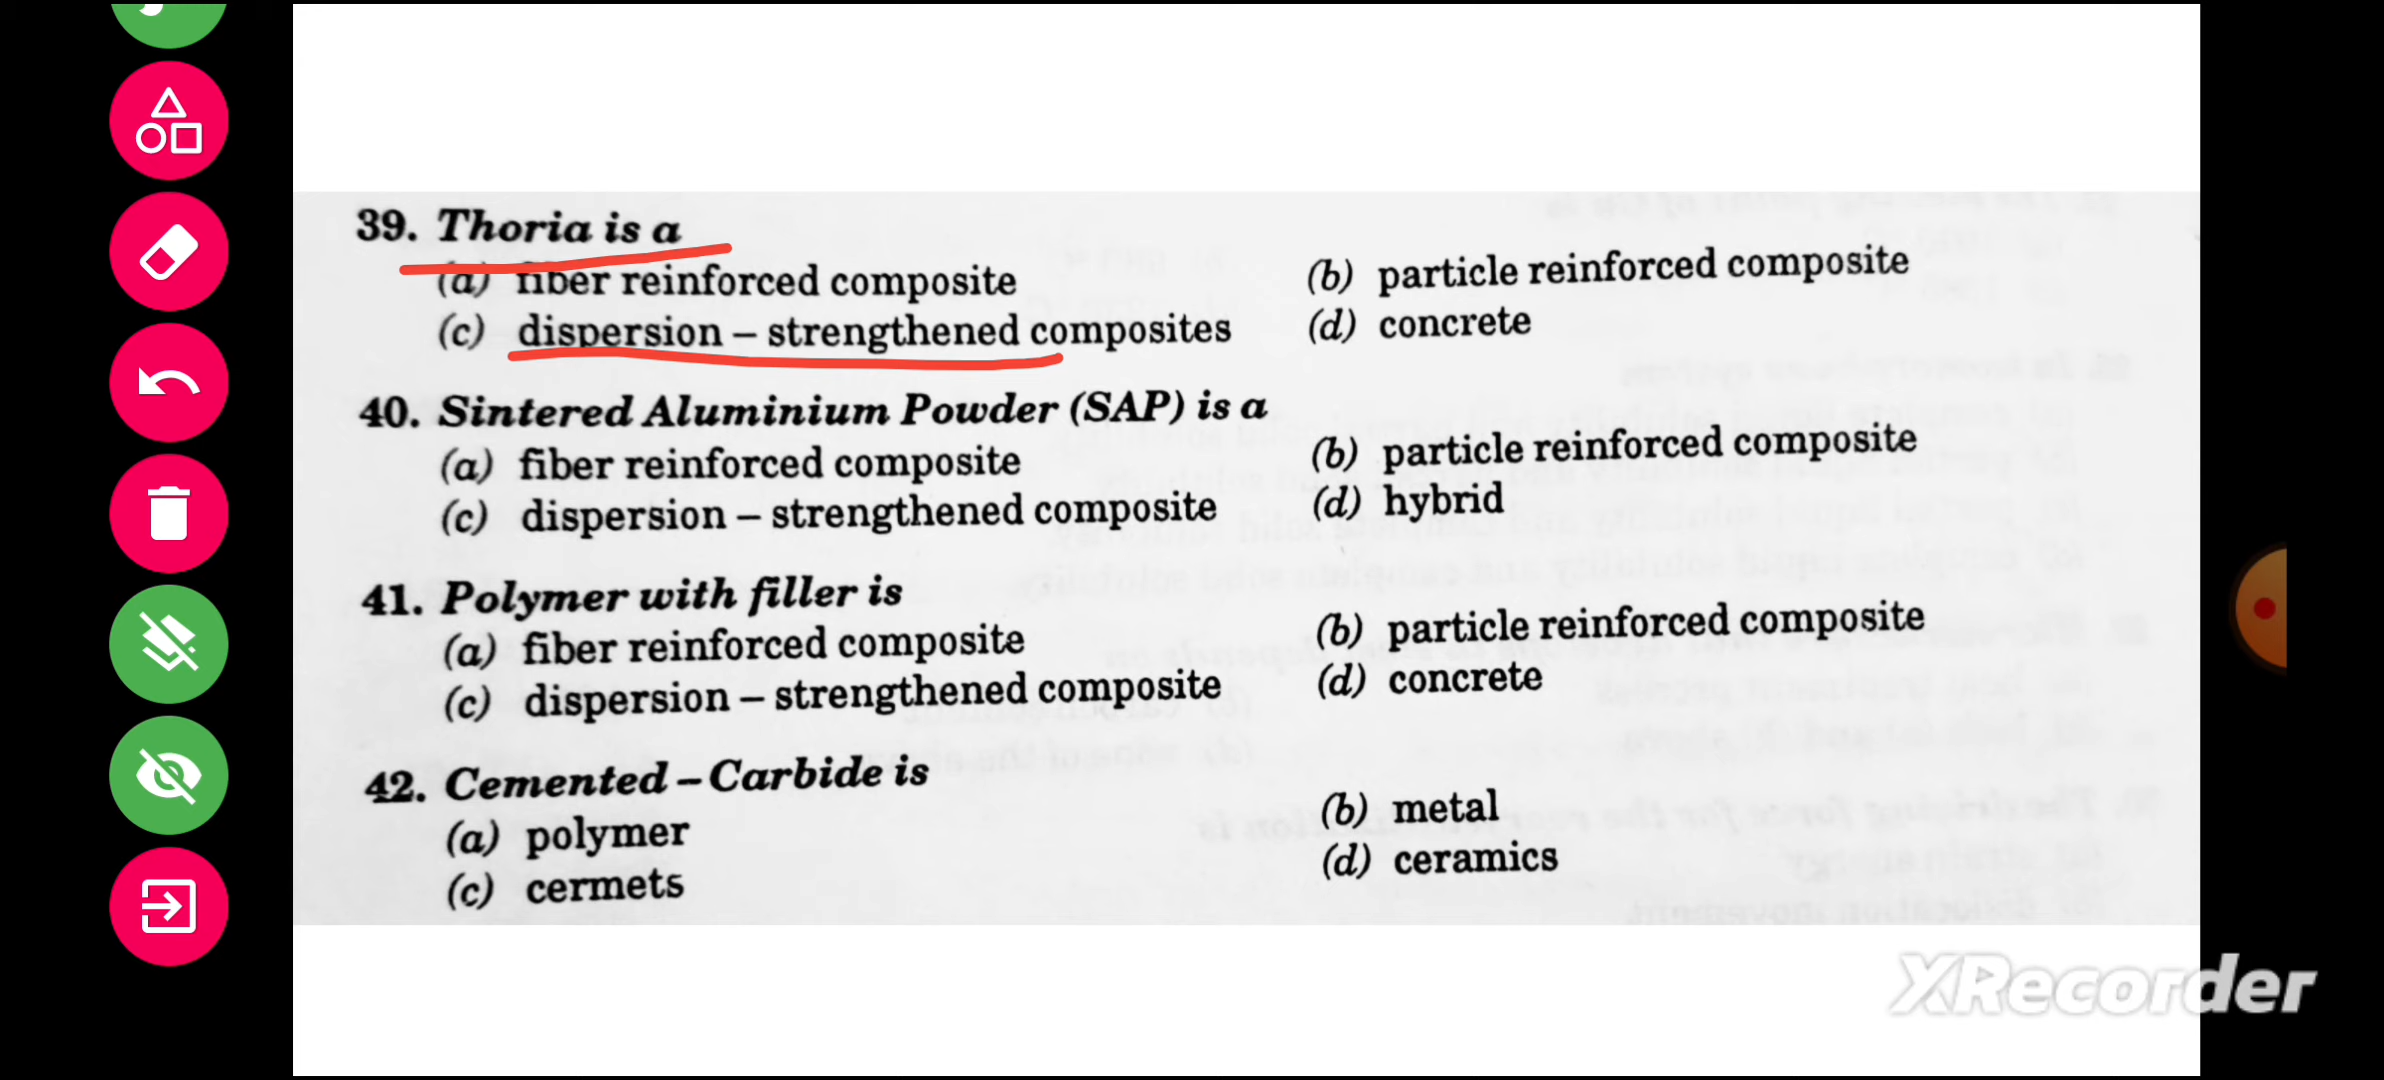 39. Thoria is a
(a) fiber reinforced composite (b) particle reinforced composite
(c) dispersion – strengthened composites (d) concrete
40. Sintered Aluminium Powder (SAP) is a
(a) fiber reinforced composite (b) particle reinforced composite
(c) dispersion – strengthened composite (d) hybrid
41. Polymer with filler is
(a) fiber reinforced composite (b) particle reinforced composite
(c) dispersion – strengthened composite (d) concrete
42. Cemented – Carbide is
(a) polymer (b) metal
(c) cermets (d) ceramics
XRecorder